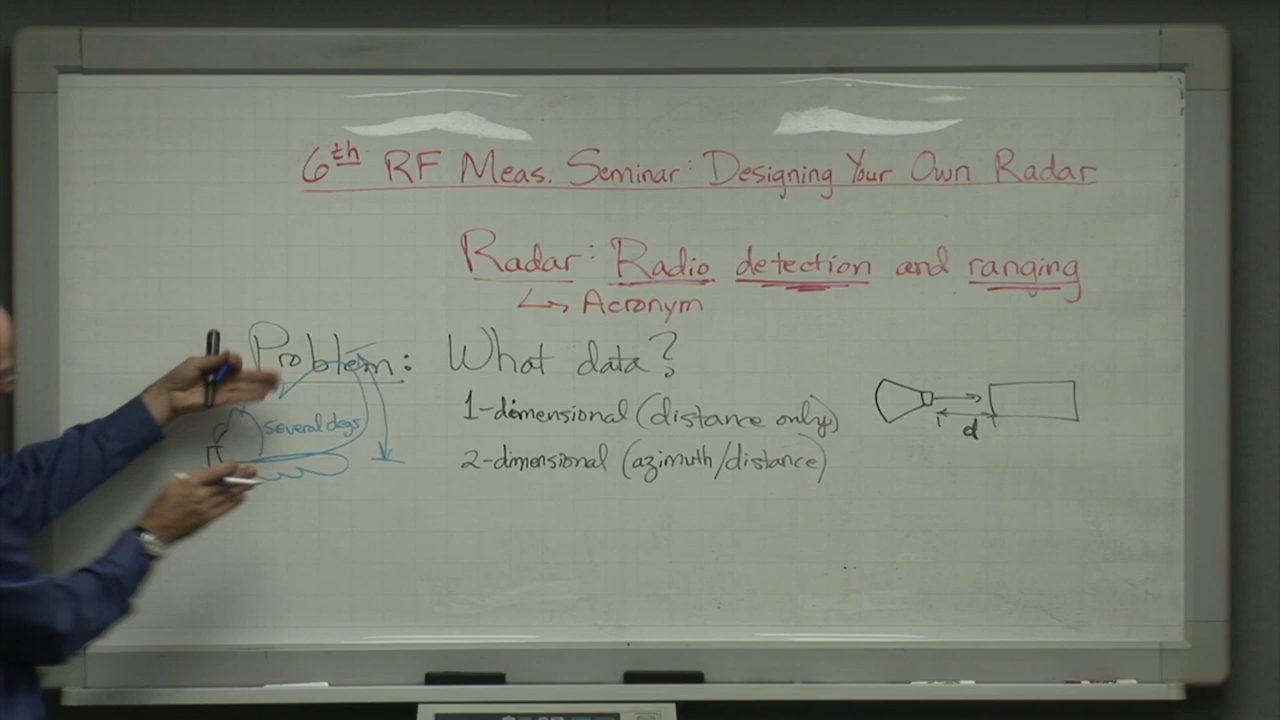 6th RF Meas. Seminar: Designing Your Own Radar
Radar: Radio detection and ranging
↳ Acronym
Problem: What data?
1-dimensional (distance only)
several degs
d
2-dimensional (azimuth/distance)